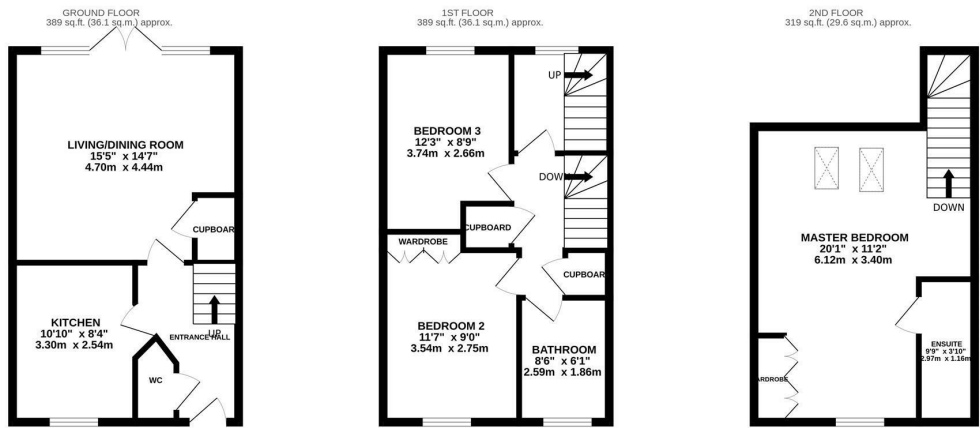 GROUND FLOOR
389 sq.ft. (36.1 sq.m.) approx.
LIVING/DINING ROOM
15'5" x 14'7"
4.70m x 4.44m
CUPBOAR
KITCHEN
10'10" x 8'4"
3.30m x 2.54m
UP
ENTRANCE HALL
WC
1ST FLOOR
389 sq.ft. (36.1 sq.m.) approx.
UP
BEDROOM 3
12'3" x 8'9"
3.74m x 2.66m
DOWN
CUPBOARD
WARDROBE
CUPBOAR
BEDROOM 2
11'7" x 9'0"
3.54m x 2.75m
BATHROOM
8'6" x 6'1"
2.59m x 1.86m
2ND FLOOR
319 sq.ft. (29.6 sq.m.) approx.
DOWN
MASTER BEDROOM
20'1" x 11'2"
6.12m x 3.40m
ENSUITE
9'9" x 3'10"
2.97m x 1.16m
ARDROBE